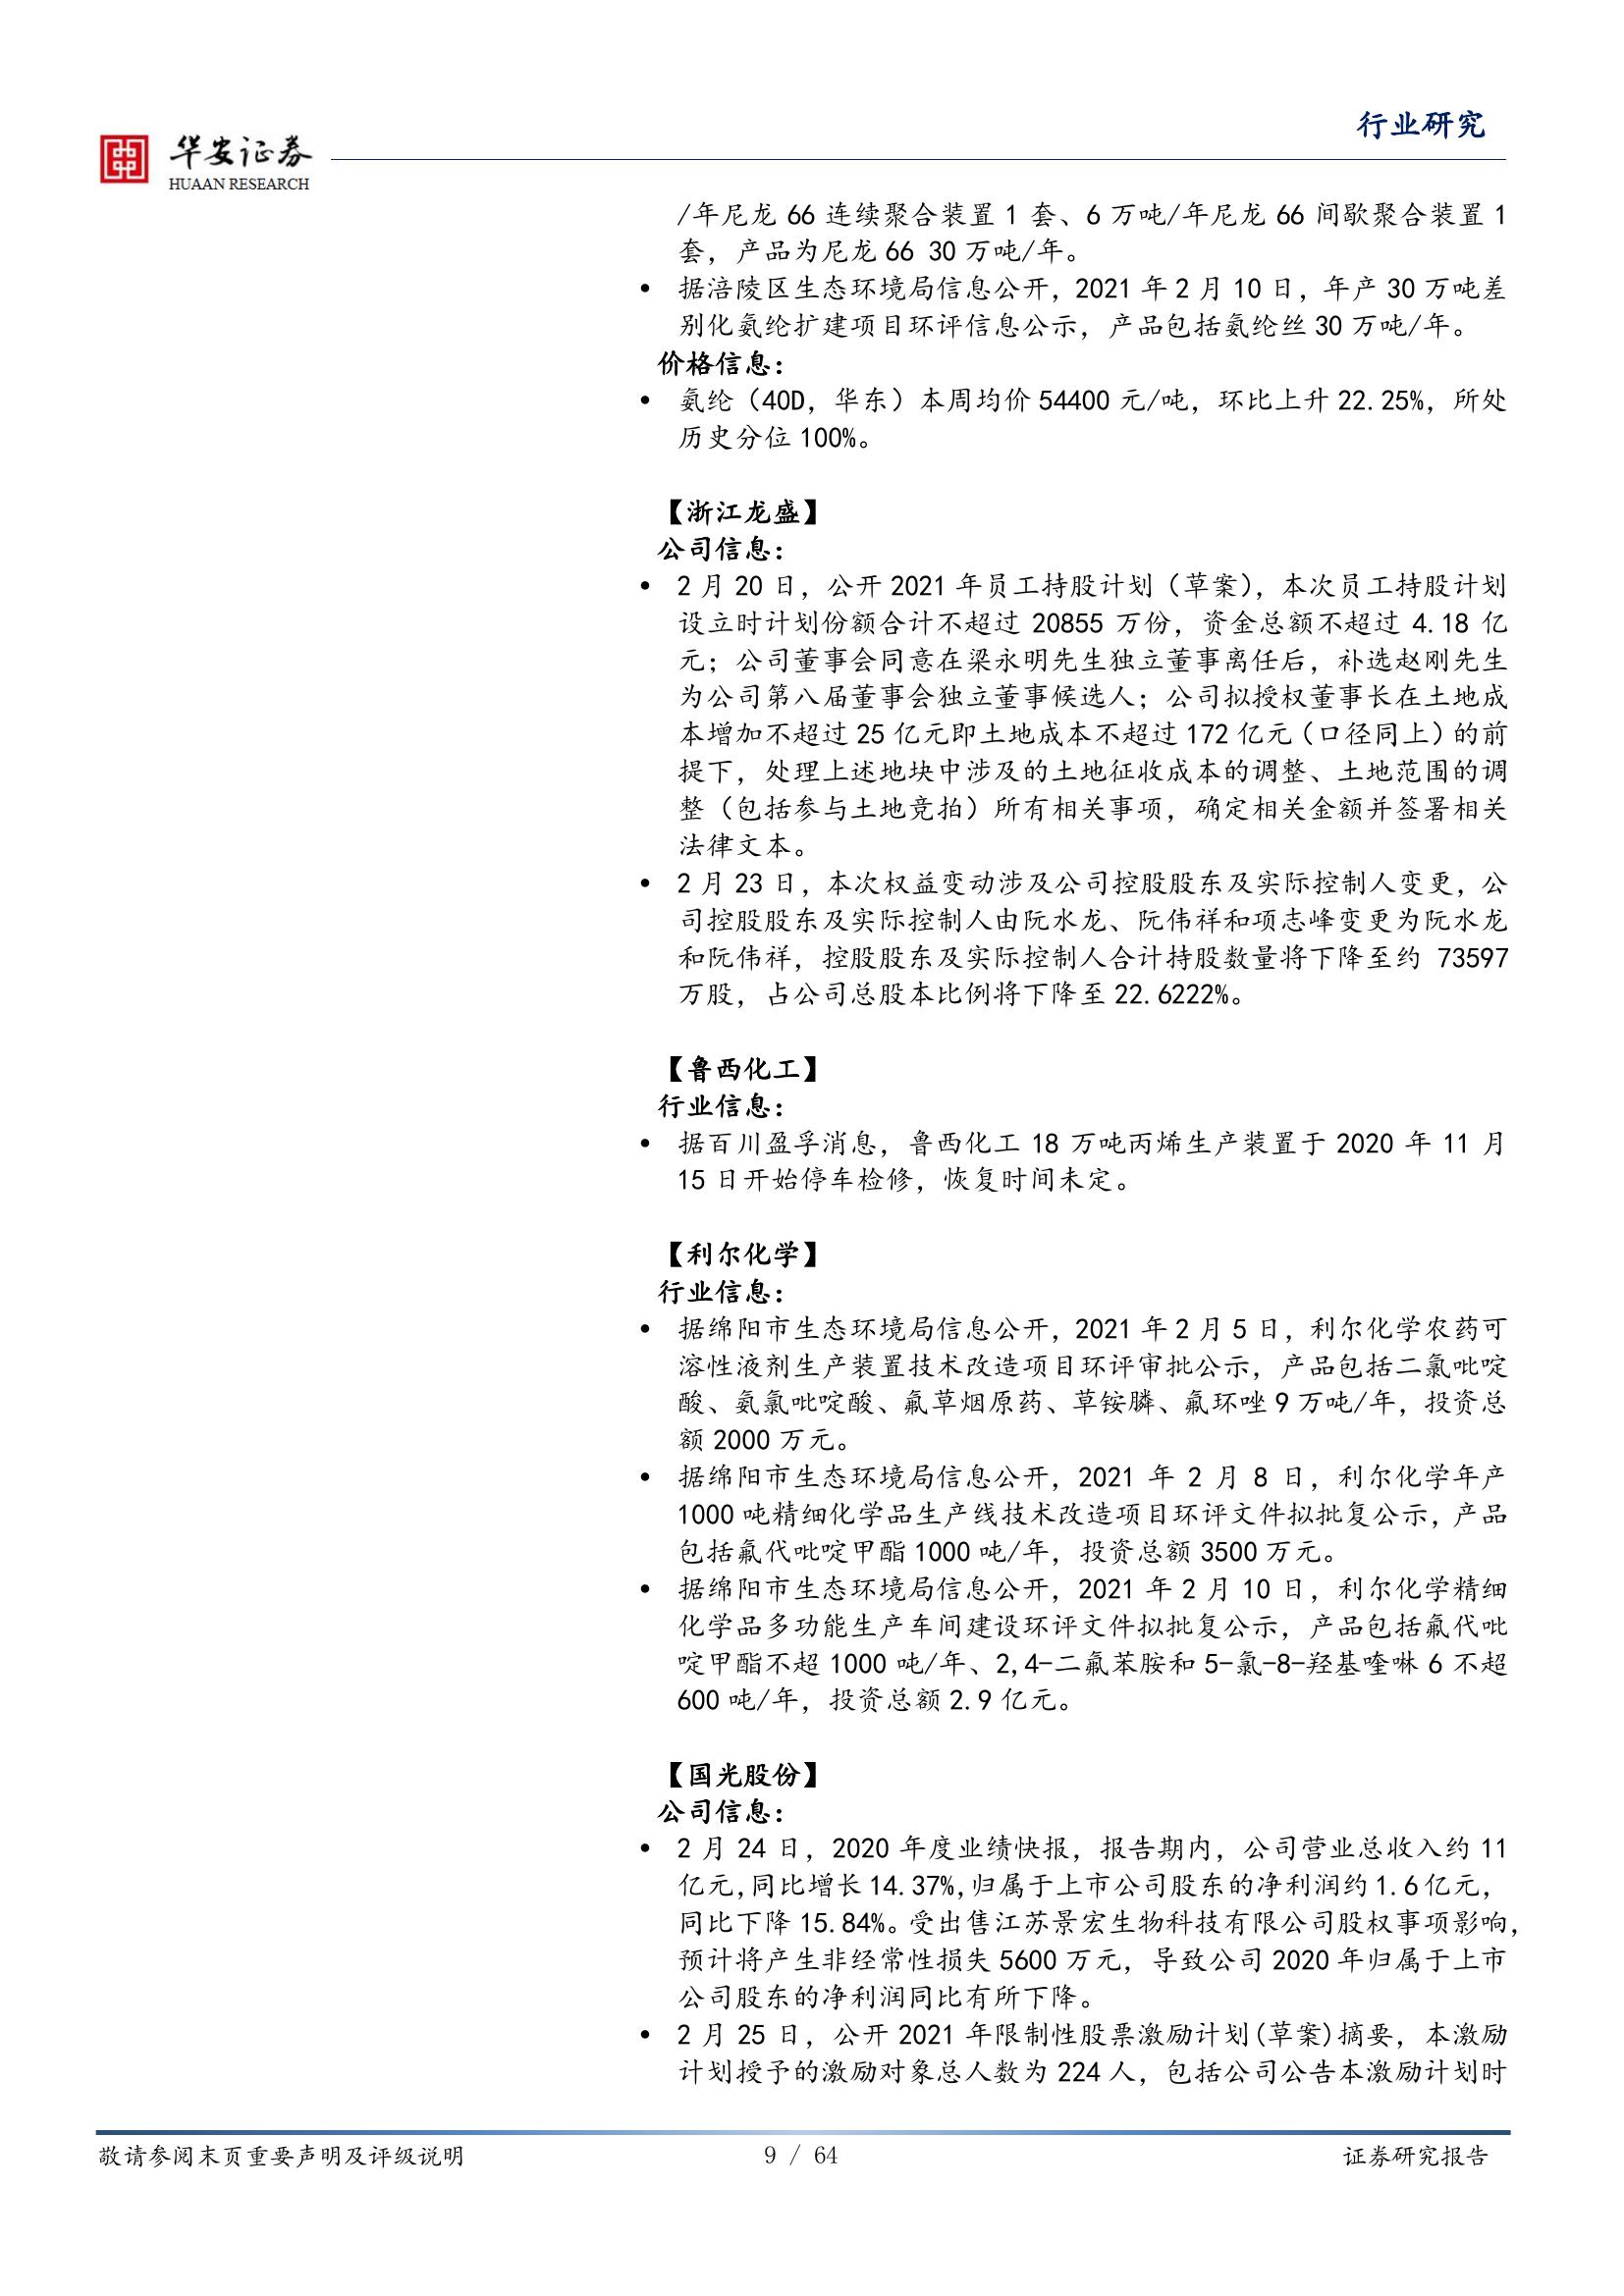 行业研究
华安证券
HUAAN RESEARCH
/年尼龙 66 连续聚合装置 1 套、6 万吨/年尼龙 66 间歇聚合装置 1
套，产品为尼龙 66 30 万吨/年。
• 据涪陵区生态环境局信息公开，2021 年 2 月 10 日，年产 30 万吨差
别化氨纶扩建项目环评信息公示，产品包括氨纶丝 30 万吨/年。
价格信息：
• 氨纶（40D，华东）本周均价 54400 元/吨，环比上升 22.25%，所处
历史分位 100%。
【浙江龙盛】
公司信息：
• 2 月 20 日，公开 2021 年员工持股计划（草案），本次员工持股计划
设立时计划份额合计不超过 20855 万份，资金总额不超过 4.18 亿
元；公司董事会同意在梁永明先生独立董事离任后，补选赵刚先生
为公司第八届董事会独立董事候选人；公司拟授权董事长在土地成
本增加不超过 25 亿元即土地成本不超过 172 亿元（口径同上）的前
提下，处理上述地块中涉及的土地征收成本的调整、土地范围的调
整（包括参与土地竞拍）所有相关事项，确定相关金额并签署相关
法律文本。
• 2 月 23 日，本次权益变动涉及公司控股股东及实际控制人变更，公
司控股股东及实际控制人由阮水龙、阮伟祥和项志峰变更为阮水龙
和阮伟祥，控股股东及实际控制人合计持股数量将下降至约 73597
万股，占公司总股本比例将下降至 22.6222%。
【鲁西化工】
行业信息：
• 据百川盈孚消息，鲁西化工 18 万吨丙烯生产装置于 2020 年 11 月
15 日开始停车检修，恢复时间未定。
【利尔化学】
行业信息：
• 据绵阳市生态环境局信息公开，2021 年 2 月 5 日，利尔化学农药可
溶性液剂生产装置技术改造项目环评审批公示，产品包括二氯吡啶
酸、氨氯吡啶酸、氟草烟原药、草铵膦、氟环唑 9 万吨/年，投资总
额 2000 万元。
• 据绵阳市生态环境局信息公开，2021 年 2 月 8 日，利尔化学年产
1000 吨精细化学品生产线技术改造项目环评文件拟批复公示，产品
包括氟代吡啶甲酯 1000 吨/年，投资总额 3500 万元。
• 据绵阳市生态环境局信息公开，2021 年 2 月 10 日，利尔化学精细
化学品多功能生产车间建设环评文件拟批复公示，产品包括氟代吡
啶甲酯不超 1000 吨/年、2,4-二氟苯胺和 5-氯-8-羟基喹啉 6 不超
600 吨/年，投资总额 2.9 亿元。
【国光股份】
公司信息：
• 2 月 24 日，2020 年度业绩快报，报告期内，公司营业总收入约 11
亿元,同比增长 14.37%,归属于上市公司股东的净利润约 1.6 亿元，
同比下降 15.84%。受出售江苏景宏生物科技有限公司股权事项影响，
预计将产生非经常性损失 5600 万元，导致公司 2020 年归属于上市
公司股东的净利润同比有所下降。
• 2 月 25 日，公开 2021 年限制性股票激励计划(草案)摘要，本激励
计划授予的激励对象总人数为 224 人，包括公司公告本激励计划时
敬请参阅末页重要声明及评级说明
9 / 64
证券研究报告